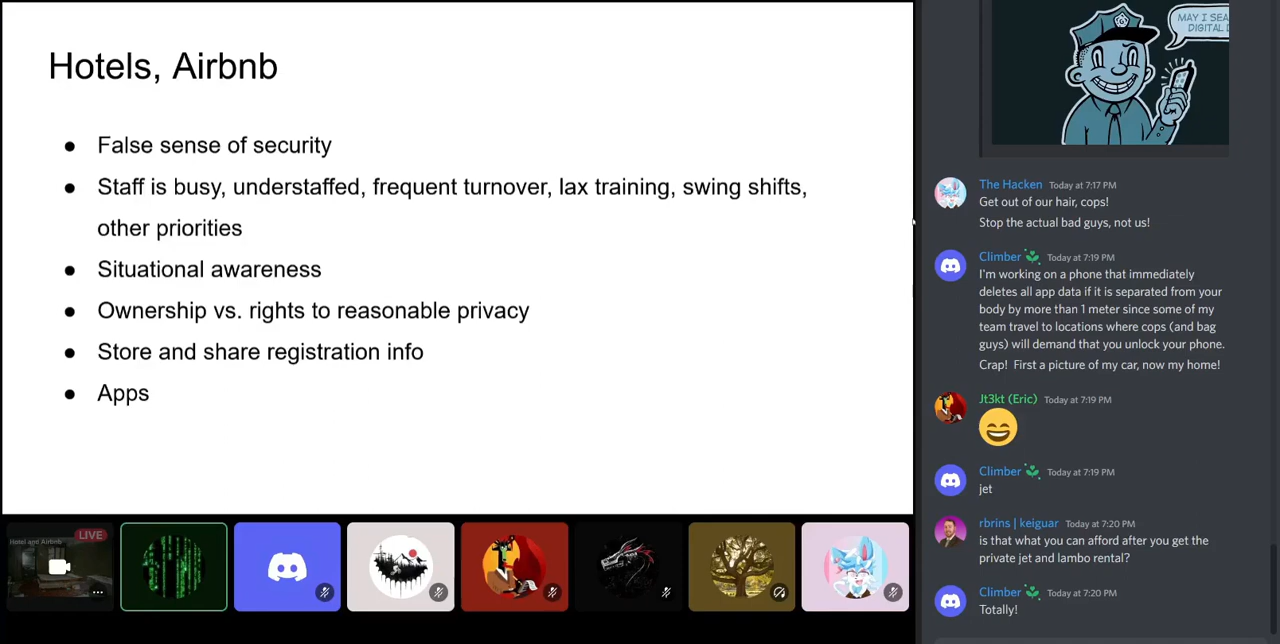 Hotels, Airbnb
● False sense of security
● Staff is busy, understaffed, frequent turnover, lax training, swing shifts,
other priorities
● Situational awareness
● Ownership vs. rights to reasonable privacy
● Store and share registration info
● Apps
Hotel and Airbnb
LIVE
MAY I SEA
DIGITAL D
The Hacken Today at 7:17 PM
Get out of our hair, cops!
Stop the actual bad guys, not us!
Climber Today at 7:19 PM
I'm working on a phone that immediately
deletes all app data if it is separated from your
body by more than 1 meter since some of my
team travel to locations where cops (and bag
guys) will demand that you unlock your phone.
Crap! First a picture of my car, now my home!
Jt3kt (Eric) Today at 7:19 PM
Climber Today at 7:19 PM
jet
rbrins | keiguar Today at 7:20 PM
is that what you can afford after you get the
private jet and lambo rental?
Climber Today at 7:20 PM
Totally!